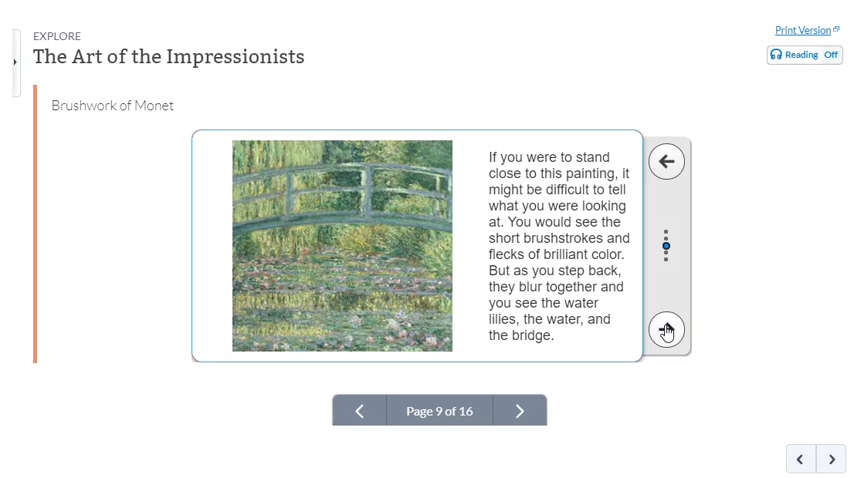 EXPLORE
The Art of the Impressionists
Print Version
Reading Off
Brushwork of Monet
If you were to stand
close to this painting, it
might be difficult to tell
what you were looking
at. You would see the
short brushstrokes and
flecks of brilliant color.
But as you step back,
they blur together and
you see the water
lilies, the water, and
the bridge.
Page 9 of 16